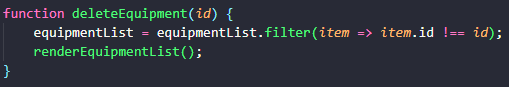 function deleteEquipment(id) {
    equipmentList = equipmentList.filter(item => item.id !== id);
    renderEquipmentList();
}